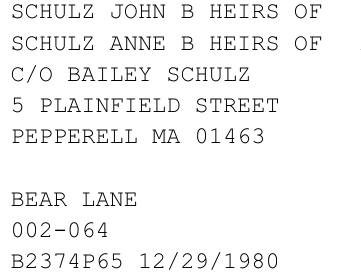 SCHULZ JOHN B HEIRS OF
SCHULZ ANNE B HEIRS OF
C/O BAILEY SCHULZ
5 PLAINFIELD STREET
PEPPERELL MA 01463
BEAR LANE
002-064
B2374P65 12/29/1980